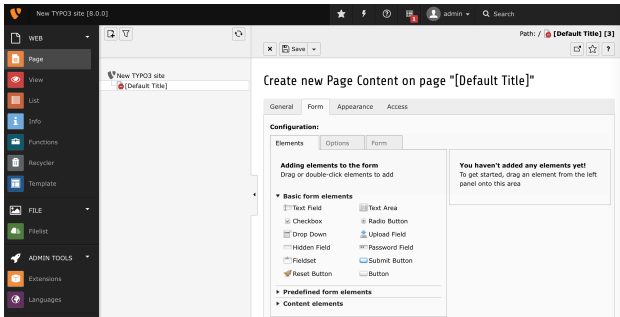 New TYPO3 site [8.0.0]
admin
Search
1
WEB
Page
View
List
Info
Functions
Recycler
Template
FILE
Filelist
ADMIN TOOLS
Extensions
Languages
New TYPO3 site
[Default Title]
Path: / [Default Title] [3]
Save
?
Create new Page Content on page "[Default Title]"
General Form Appearance Access
Configuration:
Elements Options Form
Adding elements to the form
Drag or double-click elements to add
Basic form elements
Text Field Text Area
Checkbox Radio Button
Drop Down Upload Field
Hidden Field Password Field
Fieldset Submit Button
Reset Button Button
Predefined form elements
Content elements
You haven't added any elements yet!
To get started, drag an element from the left
panel onto this area